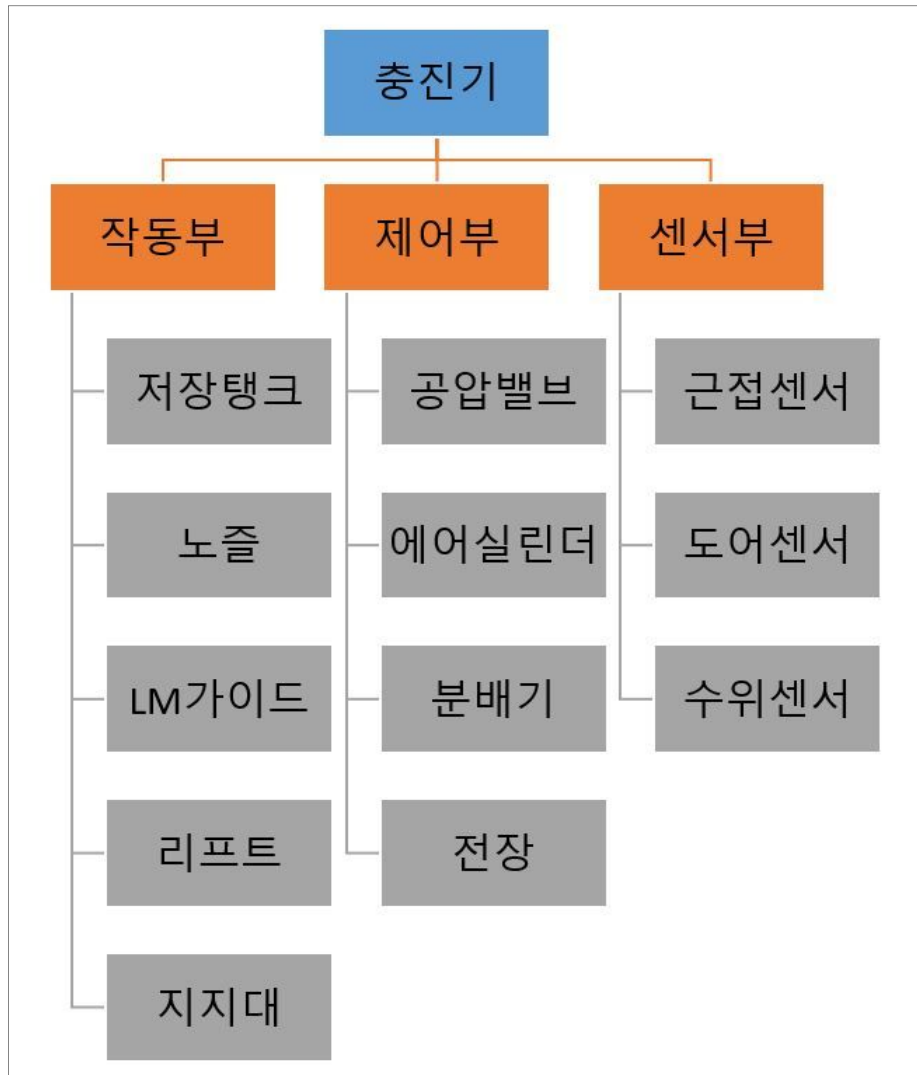 충진기
작동부
제어부
센서부
저장탱크
공압밸브
근접센서
노즐
에어실린더
도어센서
LM가이드
분배기
수위센서
리프트
전장
지지대